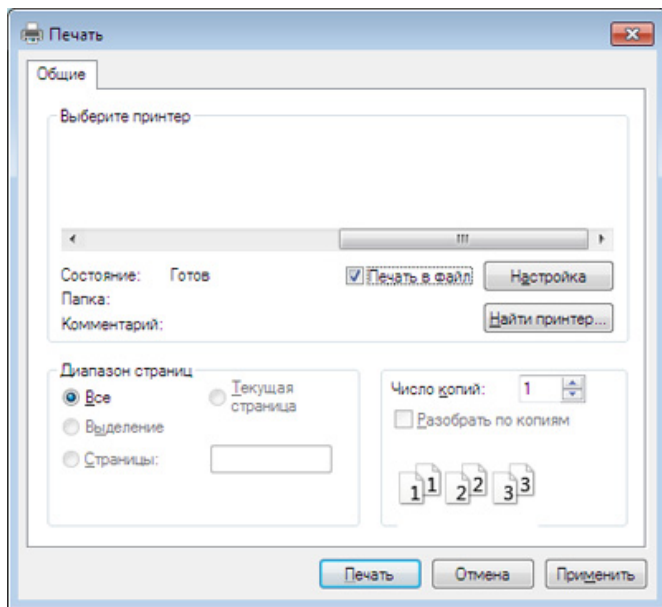 Печать
Общие
Выберите принтер
Состояние: Готов
Печать в файл
Настройка
Папка:
Комментарий:
Найти принтер...
Диапазон страниц
Все
Текущая страница
Выделение
Страницы:
Число копий: 1
Разобрать по копиям
1 1 2 2 3 3
Печать
Отмена
Применить